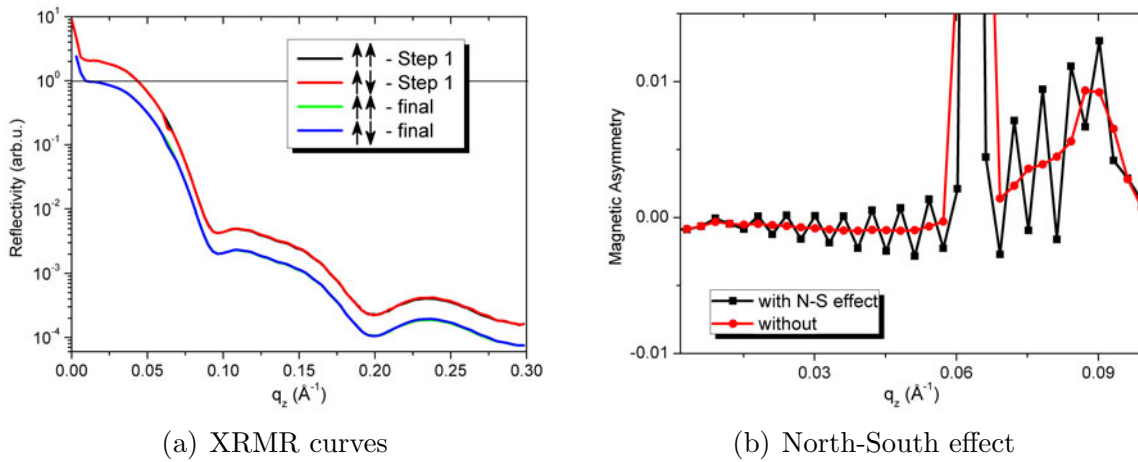 10¹
10⁰
10⁻¹
10⁻²
10⁻³
10⁻⁴
Reflectivity (arb.u.)
↑↑ - Step 1
↑↓ - Step 1
↑↑ - final
↑↓ - final
0.00 0.05 0.10 0.15 0.20 0.25 0.30
q_z (Å⁻¹)
(a) XRMR curves
0.01
0.00
-0.01
Magnetic Asymmetry
with N-S effect
without
0.03 0.06 0.09
q_z (Å⁻¹)
(b) North-South effect